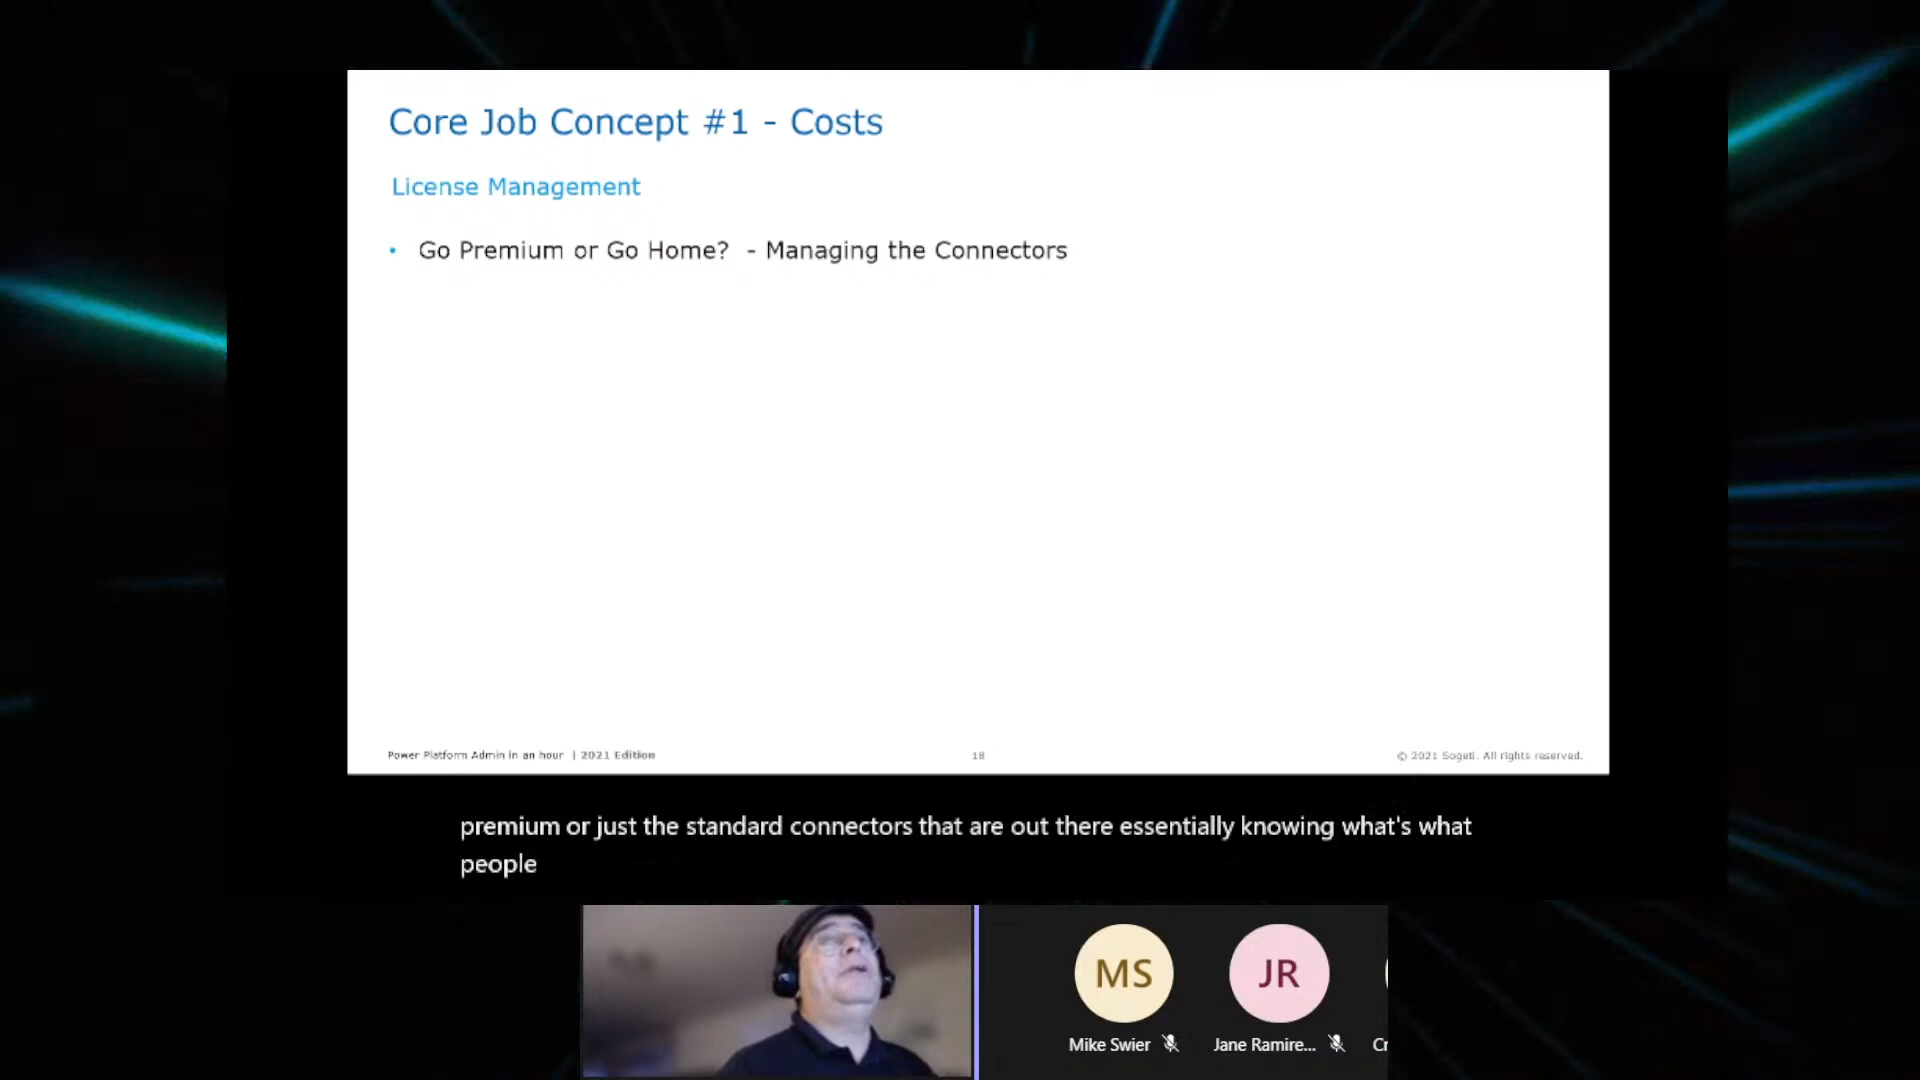 Core Job Concept #1 - Costs
License Management
• Go Premium or Go Home? - Managing the Connectors
Power Platform Admin in an hour | 2021 Edition
18
© 2021 Sogeti. All rights reserved.
premium or just the standard connectors that are out there essentially knowing what's what
people
MS
JR
Mike Swier
Jane Ramire...
Cr